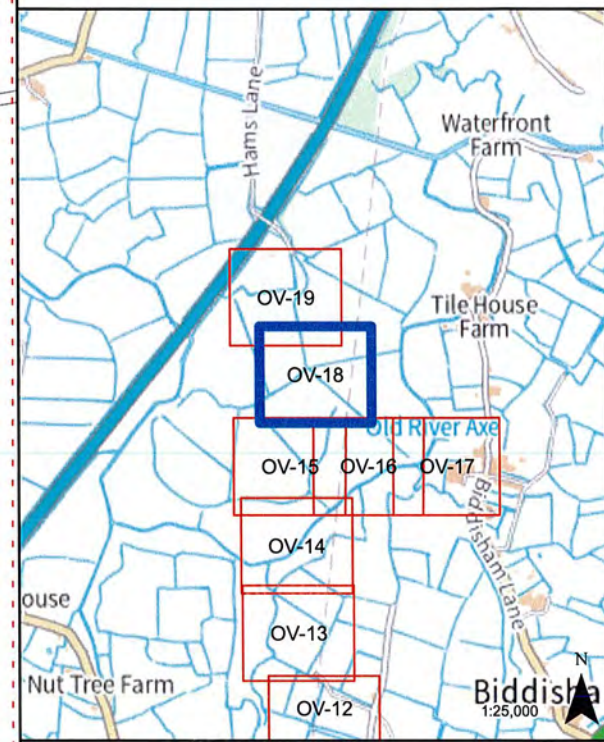 Hams Lane
Waterfront
Farm
OV-19
Tile House
Farm
OV-18
Old River Axe
OV-15
OV-16
OV-17
Biddisham Lane
OV-14
ouse
OV-13
N
Nut Tree Farm
Biddisha
OV-12
1:25,000